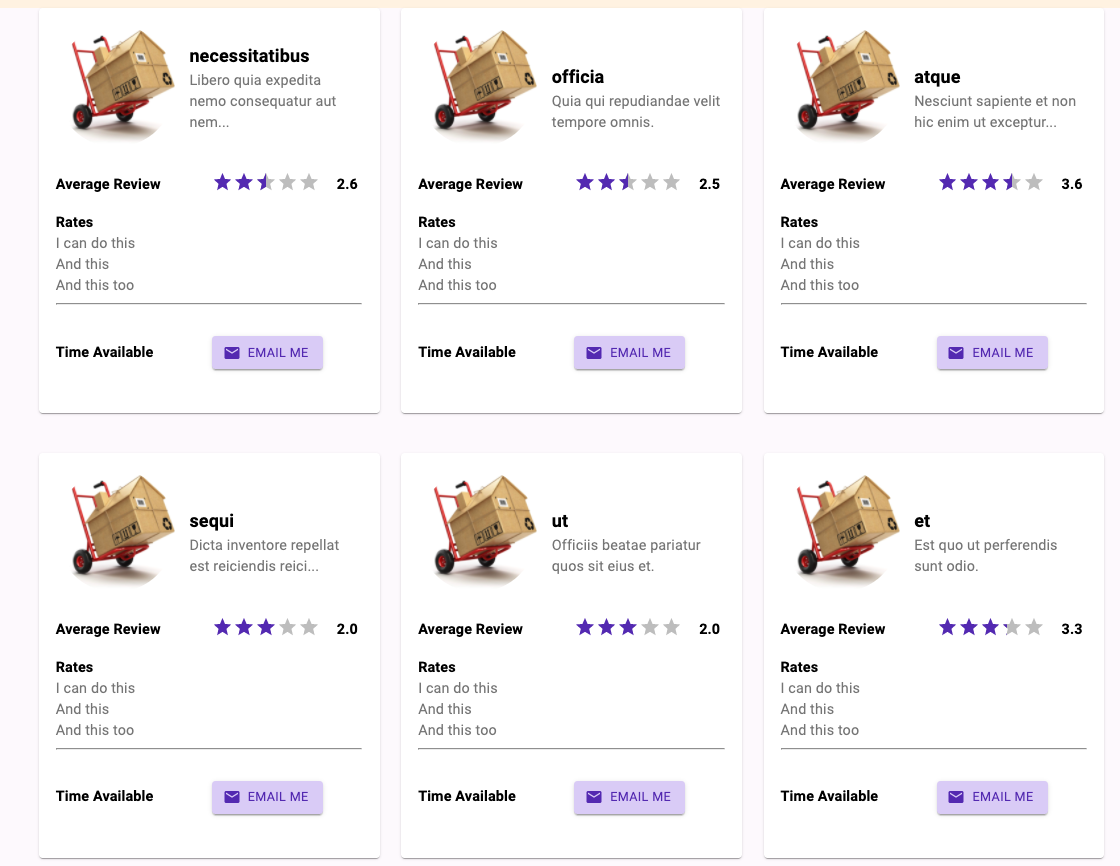 necessitatibus
Libero quia expedita
nemo consequatur aut
nem...
Average Review 2.6
Rates
I can do this
And this
And this too
Time Available EMAIL ME
officia
Quia qui repudiandae velit
tempore omnis.
Average Review 2.5
Rates
I can do this
And this
And this too
Time Available EMAIL ME
atque
Nesciunt sapiente et non
hic enim ut exceptur...
Average Review 3.6
Rates
I can do this
And this
And this too
Time Available EMAIL ME
sequi
Dicta inventore repellat
est reiciendis reici...
Average Review 2.0
Rates
I can do this
And this
And this too
Time Available EMAIL ME
ut
Officiis beatae pariatur
quos sit eius et.
Average Review 2.0
Rates
I can do this
And this
And this too
Time Available EMAIL ME
et
Est quo ut perferendis
sunt odio.
Average Review 3.3
Rates
I can do this
And this
And this too
Time Available EMAIL ME